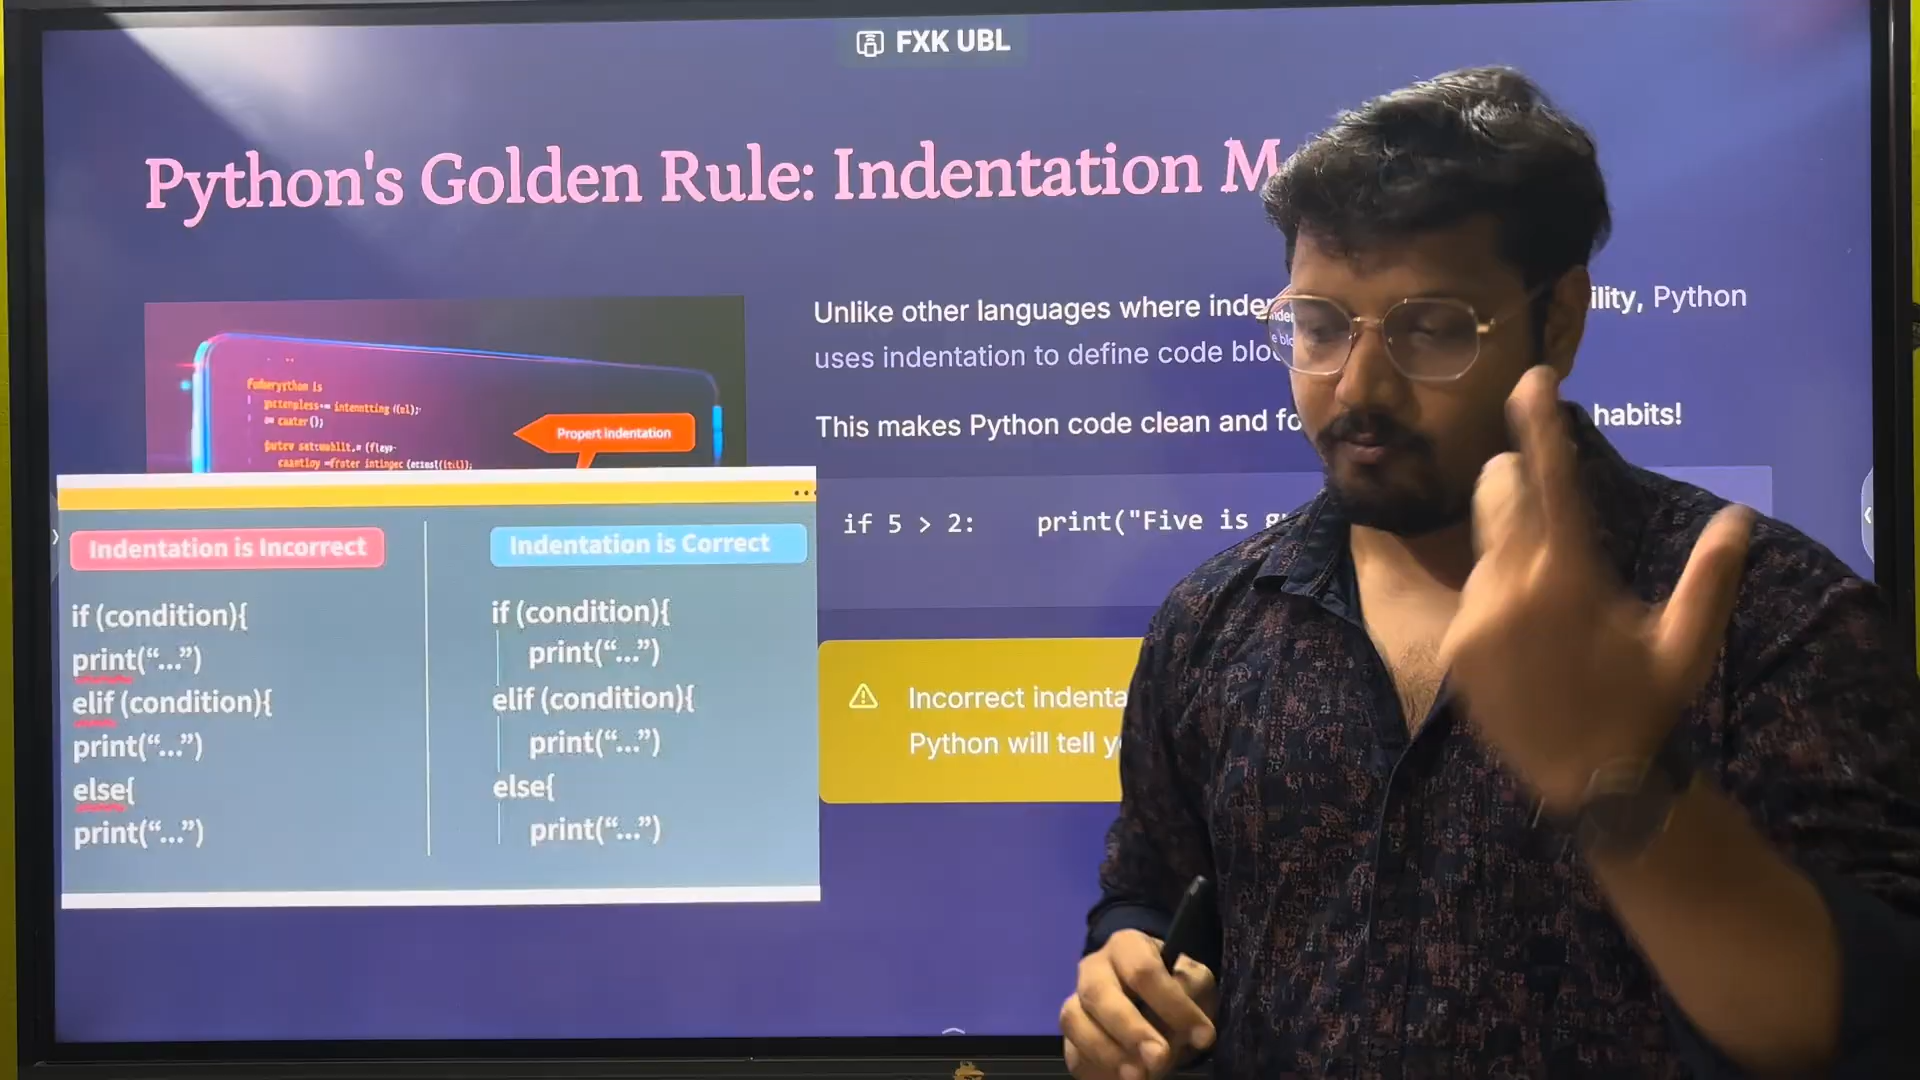 FXK UBL
Python's Golden Rule: Indentation M
Unlike other languages where inde ility, Python
uses indentation to define code blo
This makes Python code clean and fo habits!
Propert indentation
if 5 > 2: print("Five is g
Incorrect indenta
Python will tell y
Indentation is Incorrect
if (condition){
print(“...”)
elif (condition){
print(“...”)
else{
print(“...”)
Indentation is Correct
if (condition){
print(“...”)
elif (condition){
print(“...”)
else{
print(“...”)